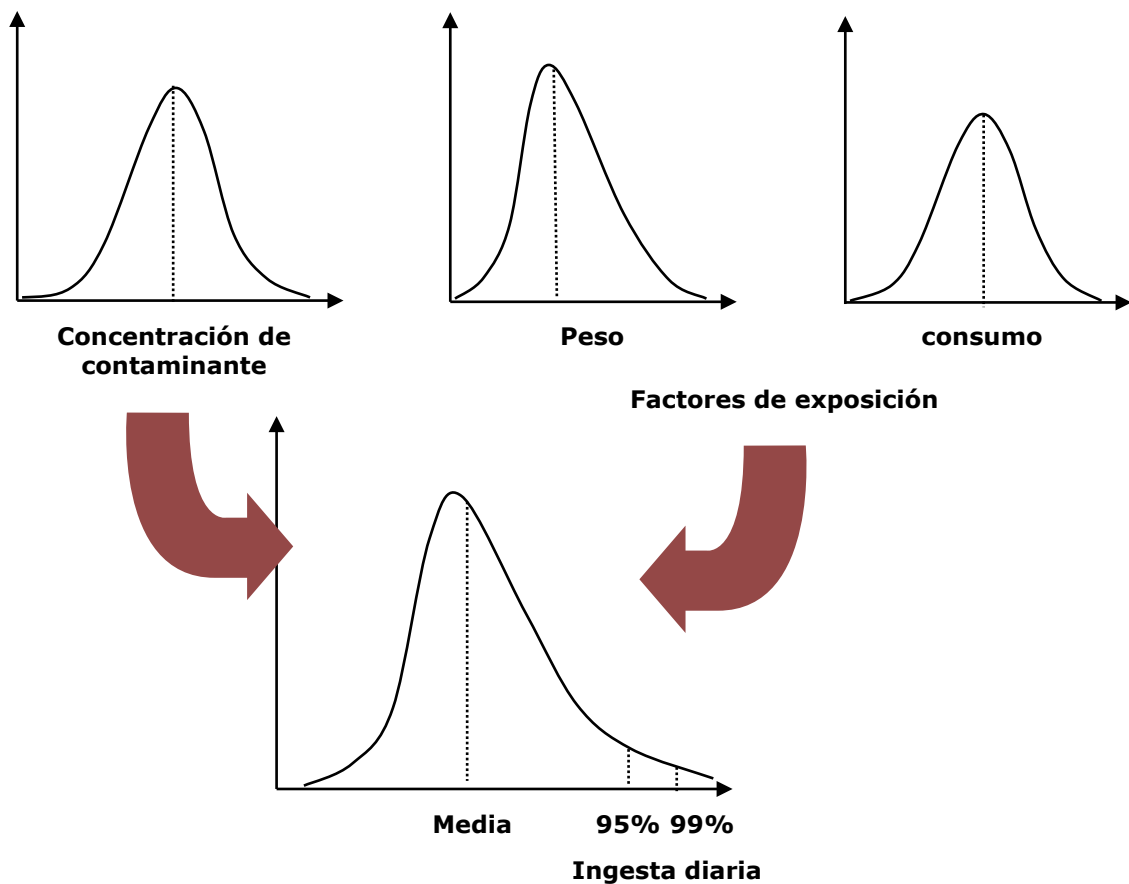 Concentración de
contaminante
Peso
consumo
Factores de exposición
Media
95% 99%
Ingesta diaria